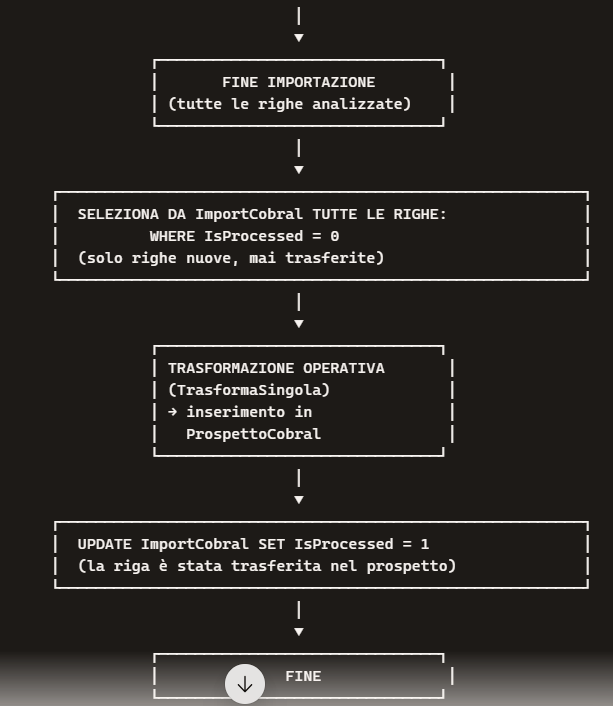 FINE IMPORTAZIONE
(tutte le righe analizzate)
SELEZIONA DA ImportCobral TUTTE LE RIGHE:
WHERE IsProcessed = 0
(solo righe nuove, mai trasferite)
TRASFORMAZIONE OPERATIVA
(TrasformaSingola)
→ inserimento in
ProspettoCobral
UPDATE ImportCobral SET IsProcessed = 1
(la riga è stata trasferita nel prospetto)
FINE